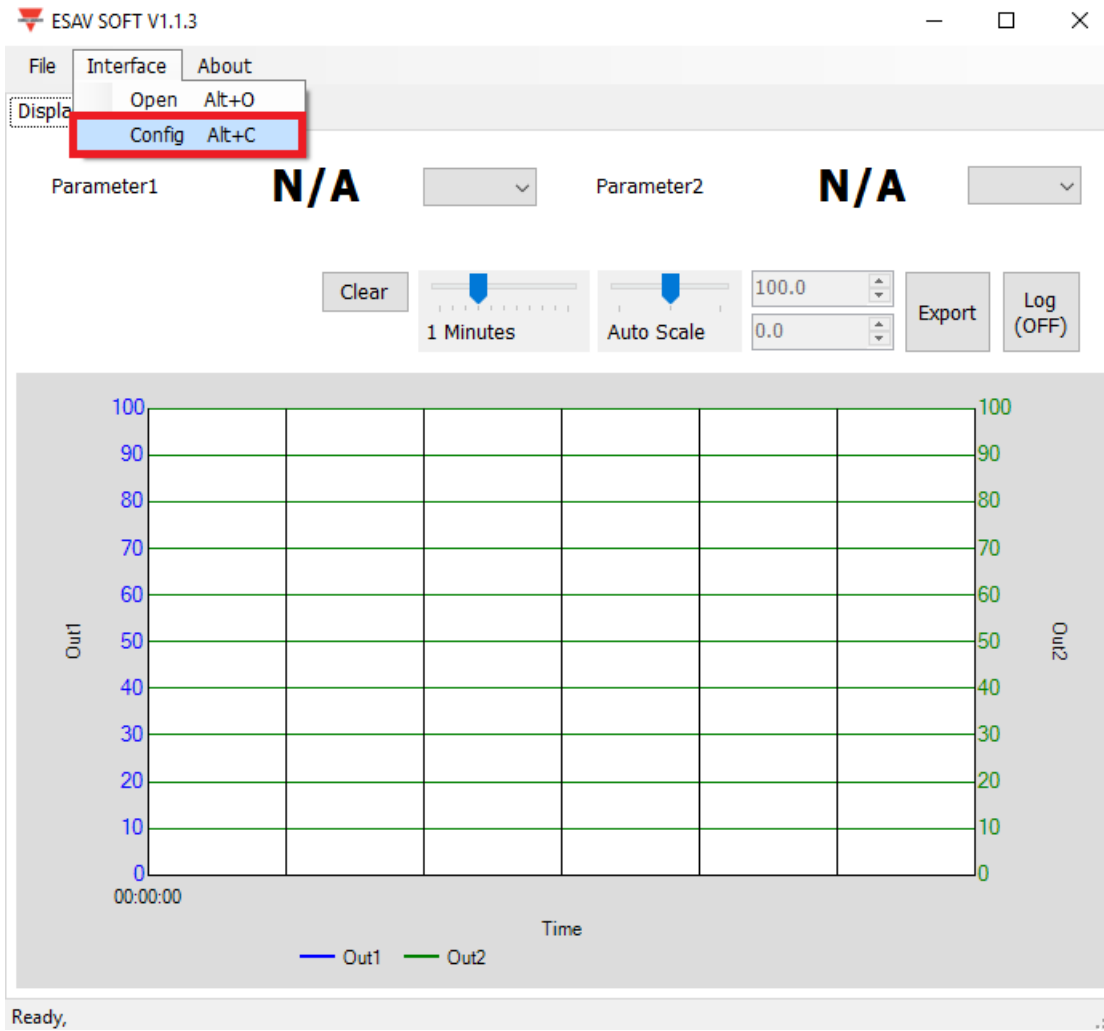 ESAV SOFT V1.1.3
File Interface About
Open Alt+O
Displa
Config Alt+C
Parameter1 N/A Parameter2 N/A
Clear
1 Minutes
Auto Scale
100.0
0.0
Export
Log
(OFF)
100 100
90 90
80 80
70 70
60 60
Out1 50 50 Out2
40 40
30 30
20 20
10 10
0 0
00:00:00
Time
Out1 Out2
Ready,